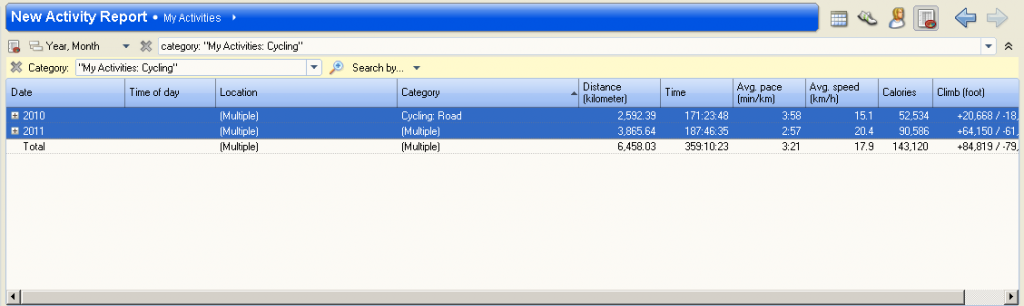 New Activity Report • My Activities
Year, Month category: "My Activities: Cycling"
Category: "My Activities: Cycling" Search by...
Date Time of day Location Category Distance (kilometer) Time Avg. pace (min/km) Avg. speed (km/h) Calories Climb (foot)
2010 (Multiple) Cycling: Road 2,592.39 171:23:48 3:58 15.1 52,534 +20,668 / -18,
2011 (Multiple) (Multiple) 3,865.64 187:46:35 2:57 20.4 90,586 +64,150 / -61,
Total (Multiple) (Multiple) 6,458.03 359:10:23 3:21 17.9 143,120 +84,819 / -79,